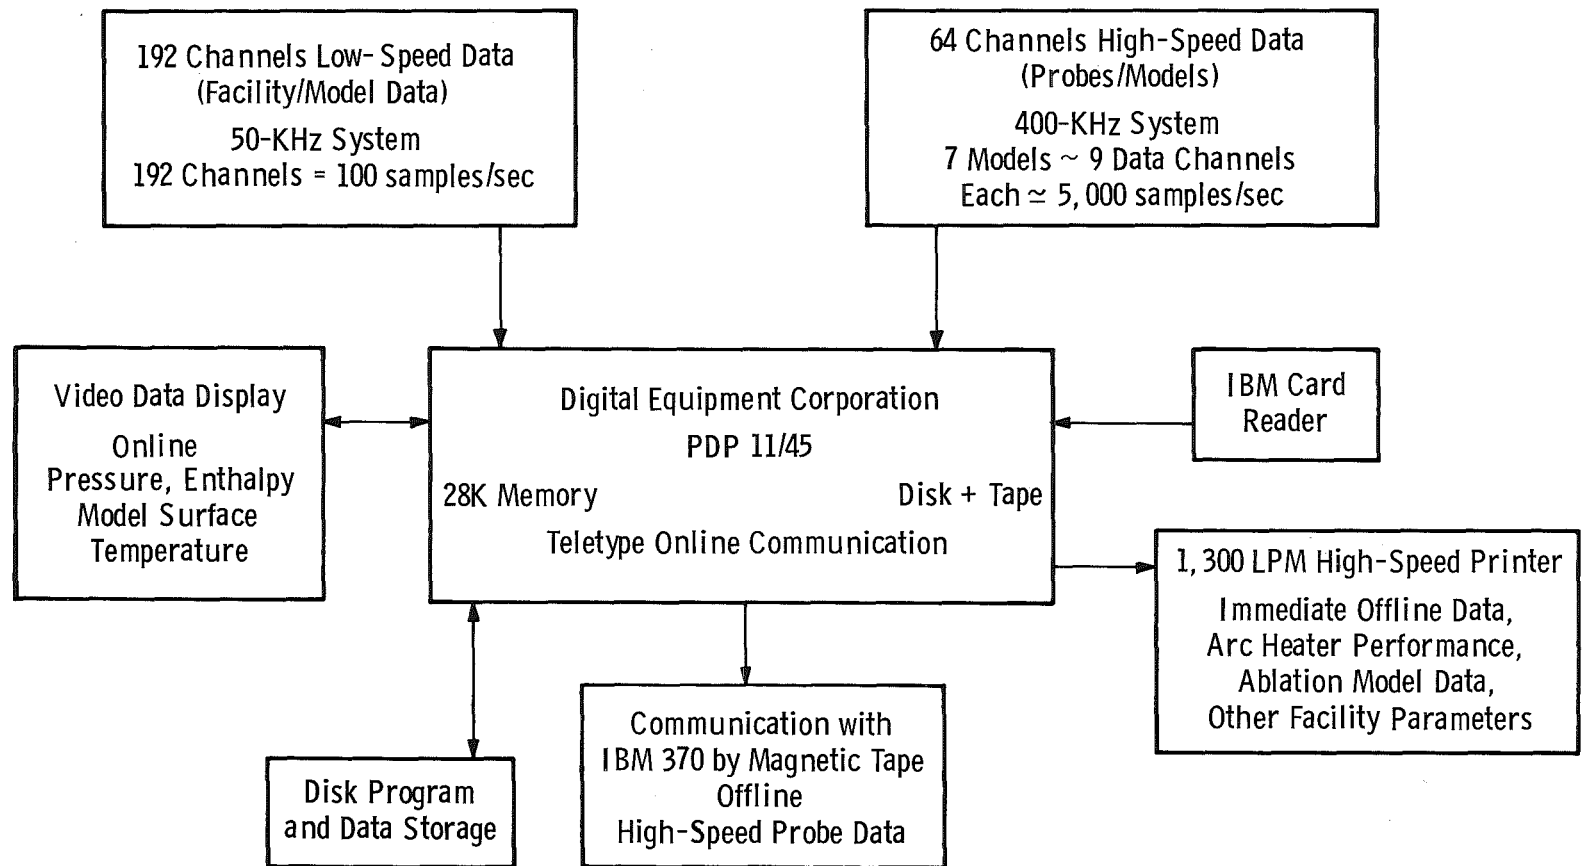 192 Channels Low-Speed Data
(Facility/Model Data)
50-KHz System
192 Channels = 100 samples/sec
64 Channels High-Speed Data
(Probes/Models)
400-KHz System
7 Models ~ 9 Data Channels
Each ≃ 5,000 samples/sec
Video Data Display
Online
Pressure, Enthalpy
Model Surface
Temperature
Digital Equipment Corporation
PDP 11/45
28K Memory
Disk + Tape
Teletype Online Communication
IBM Card
Reader
1,300 LPM High-Speed Printer
Immediate Offline Data,
Arc Heater Performance,
Ablation Model Data,
Other Facility Parameters
Disk Program
and Data Storage
Communication with
IBM 370 by Magnetic Tape
Offline
High-Speed Probe Data